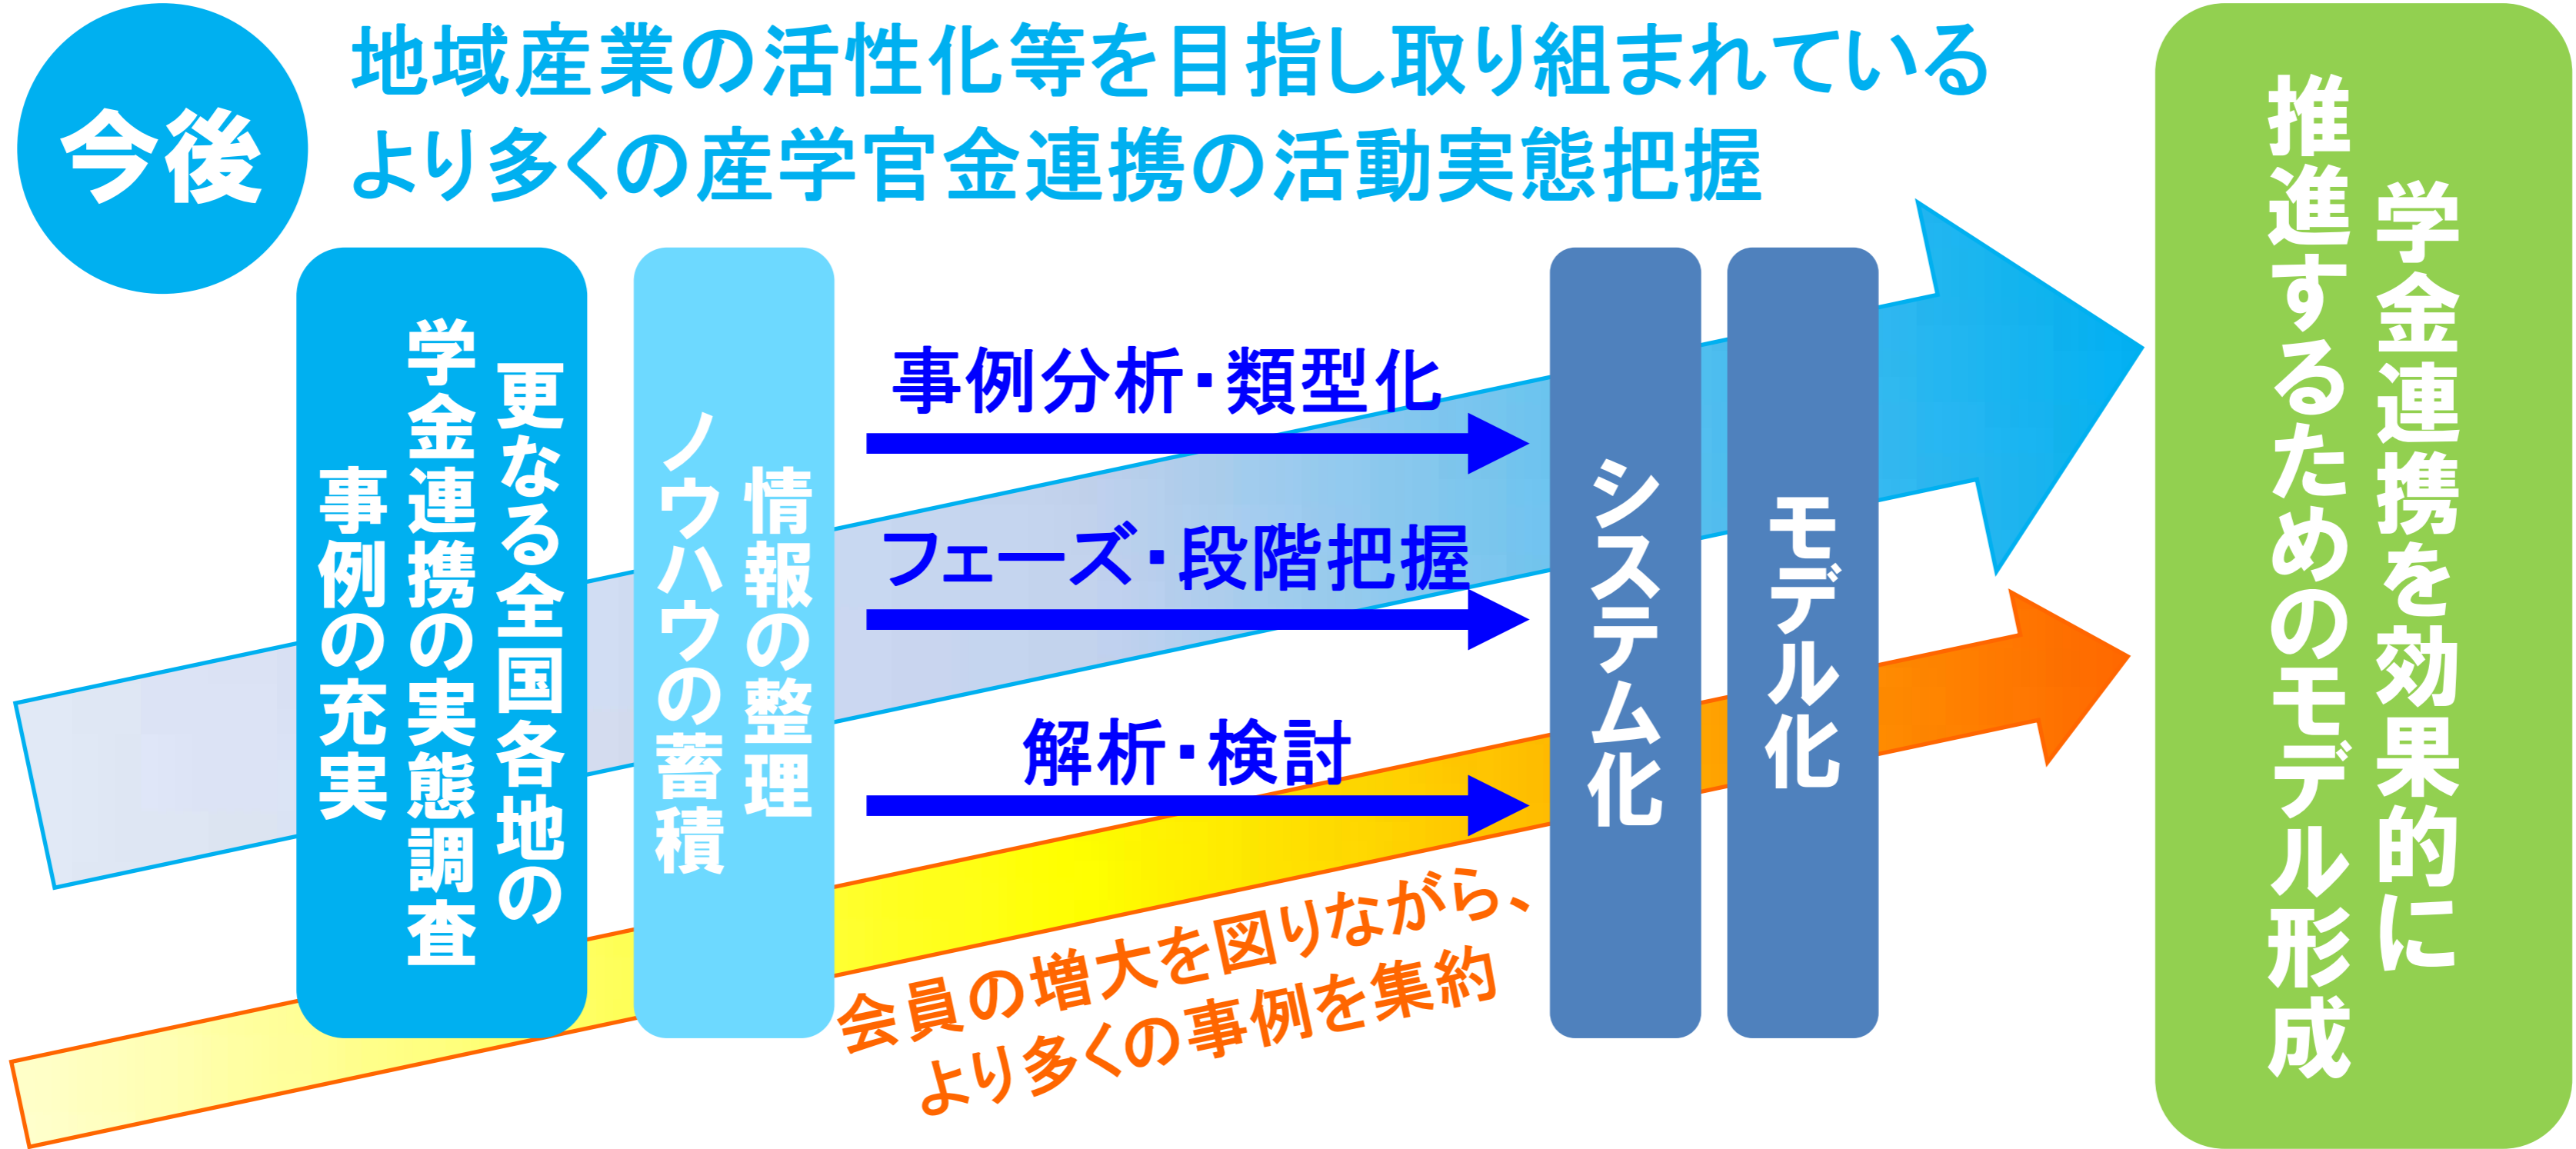 今後
地域産業の活性化等を目指し取り組まれている
より多くの産学官金連携の活動実態把握
更なる全国各地の
学金連携の実態調査
事例の充実
情報の整理
ノウハウの蓄積
事例分析・類型化
フェーズ・段階把握
解析・検討
会員の増大を図りながら、
より多くの事例を集約
システム化
モデル化
学金連携を効果的に
推進するためのモデル形成